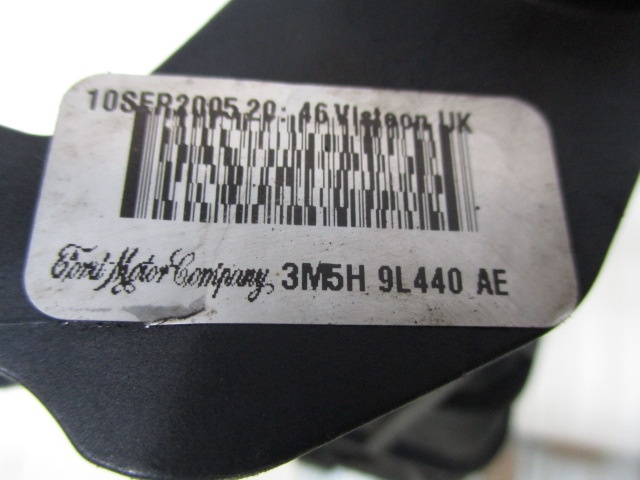 10SEP2005 20:46 Visteon UK
Ford Motor Company 3M5H 9L440 AE